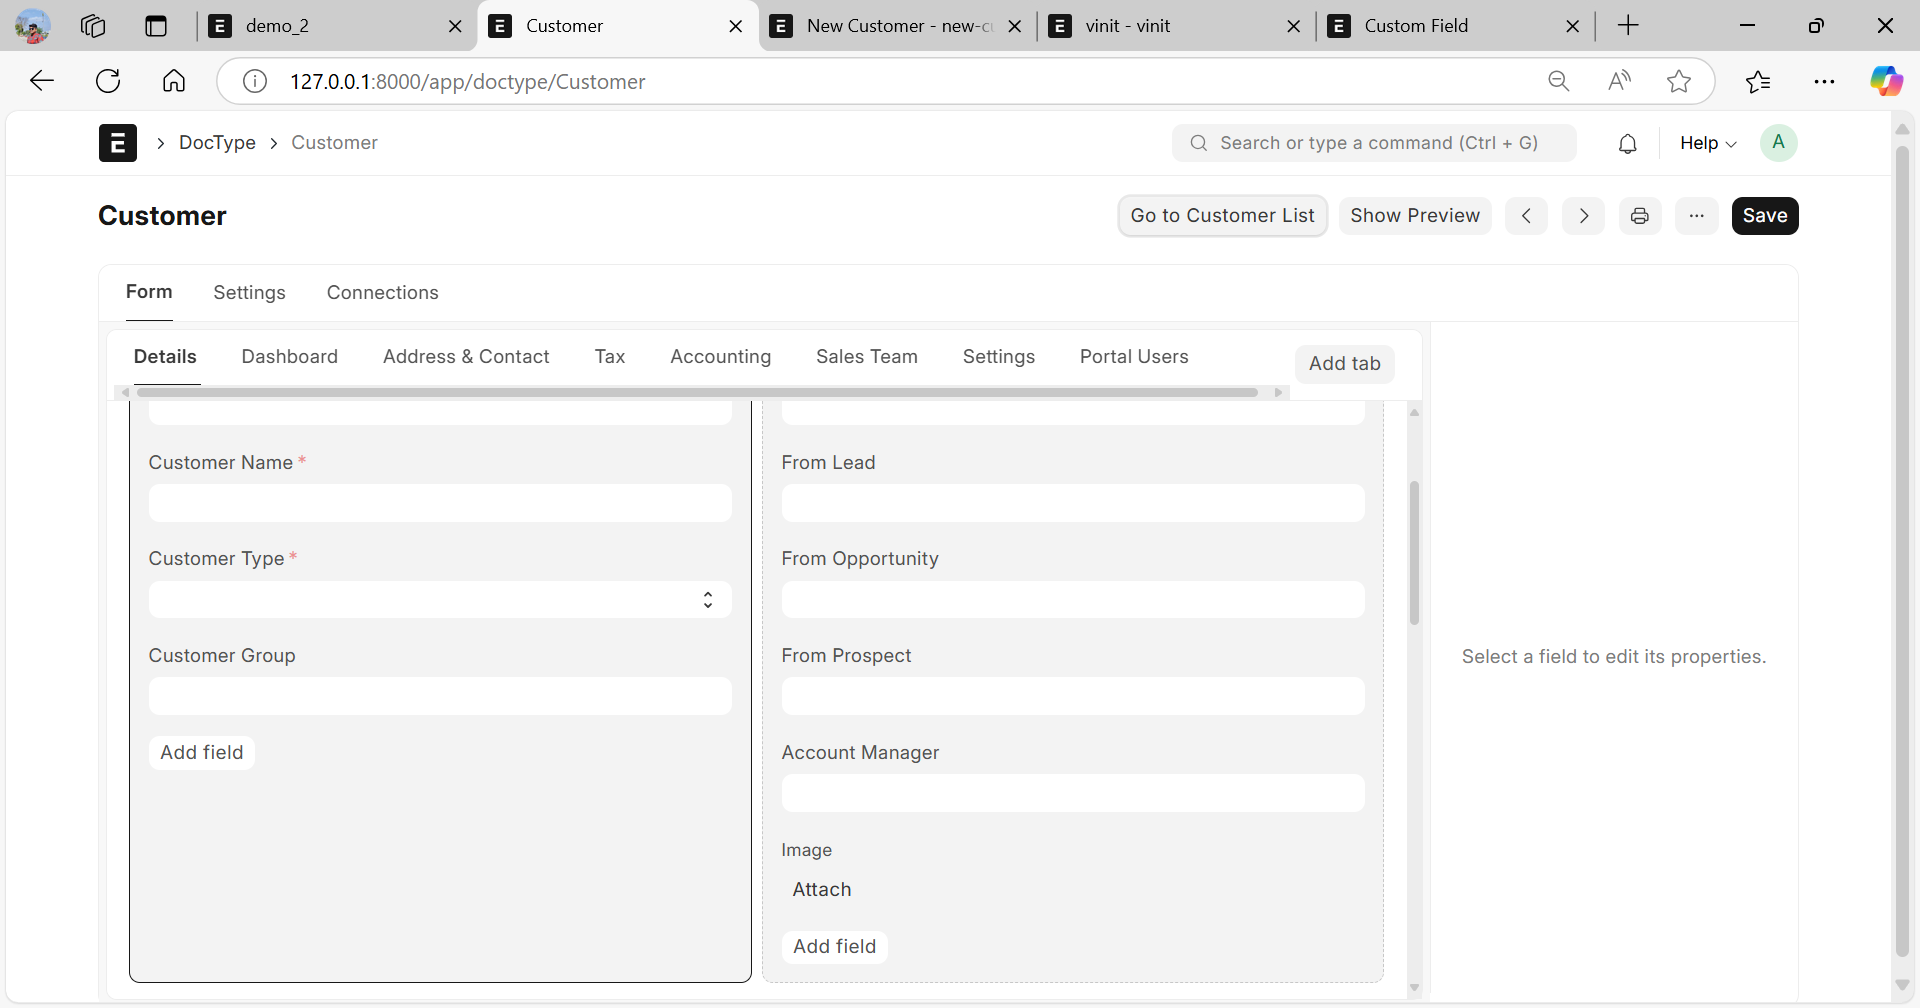 demo_2
Customer
New Customer - new-c
vinit - vinit
Custom Field
127.0.0.1:8000/app/doctype/Customer
E
DocType
Customer
Search or type a command (Ctrl + G)
Help
A
Customer
Go to Customer List
Show Preview
Save
Form
Settings
Connections
Details
Dashboard
Address & Contact
Tax
Accounting
Sales Team
Settings
Portal Users
Add tab
Customer Name *
From Lead
Customer Type *
From Opportunity
Customer Group
From Prospect
Select a field to edit its properties.
Add field
Account Manager
Image
Attach
Add field